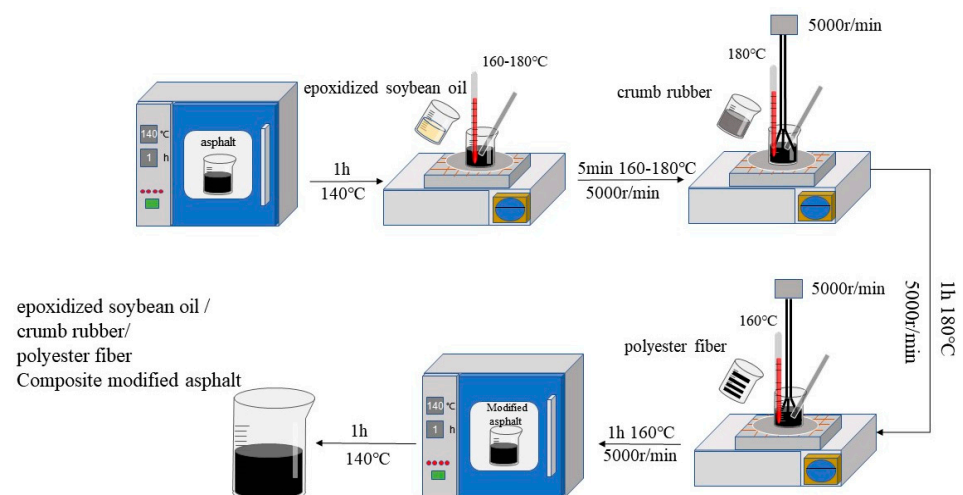 5000r/min
160-180℃
180℃
epoxidized soybean oil
crumb rubber
140 ℃
1 h
asphalt
1h
140℃
5min 160-180℃
5000r/min
1h 180℃
5000r/min
5000r/min
160℃
polyester fiber
epoxidized soybean oil /
crumb rubber/
polyester fiber
Composite modified asphalt
140 ℃
1 h
Modified
asphalt
1h
140℃
1h 160℃
5000r/min